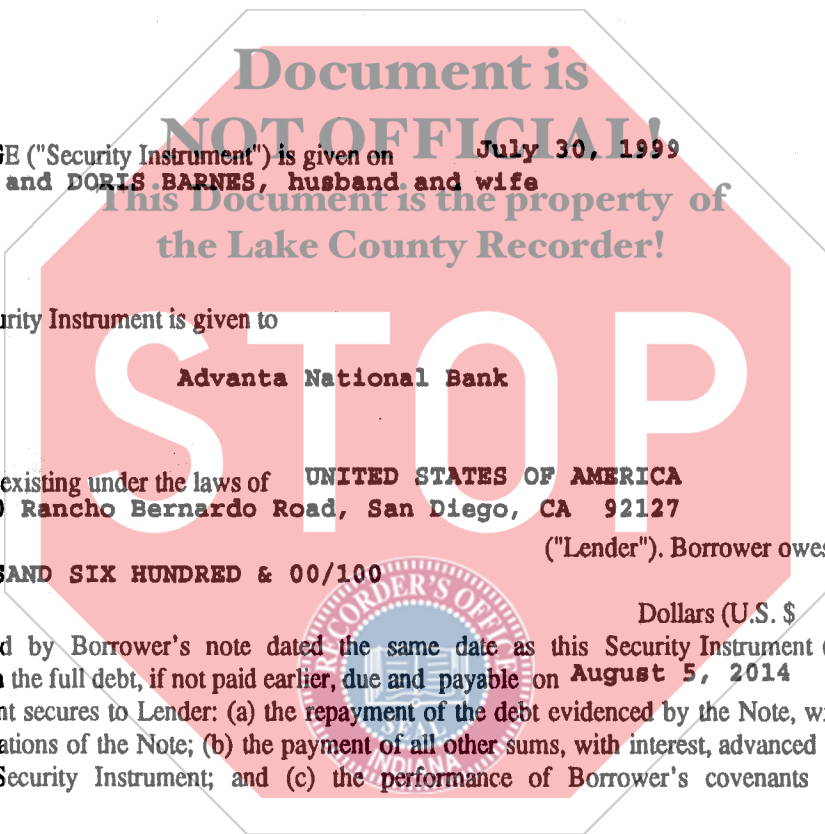 Document is
NOT OFFICIAL!
GE ("Security Instrument") is given on July 30, 1999
and DORIS BARNES, husband and wife
This Document is the property of
the Lake County Recorder!
urity Instrument is given to
STOP
Advanta National Bank
existing under the laws of UNITED STATES OF AMERICA
Rancho Bernardo Road, San Diego, CA 92127
("Lender"). Borrower owes
SAND SIX HUNDRED & 00/100
RECORDER'S OFFICE
Dollars (U.S. $
d by Borrower's note dated the same date as this Security Instrument (
the full debt, if not paid earlier, due and payable on August 5, 2014
nt secures to Lender: (a) the repayment of the debt evidenced by the Note, wi
ations of the Note; (b) the payment of all other sums, with interest, advanced
SEAL
Security Instrument; and (c) the performance of Borrower's covenants
INDIANA